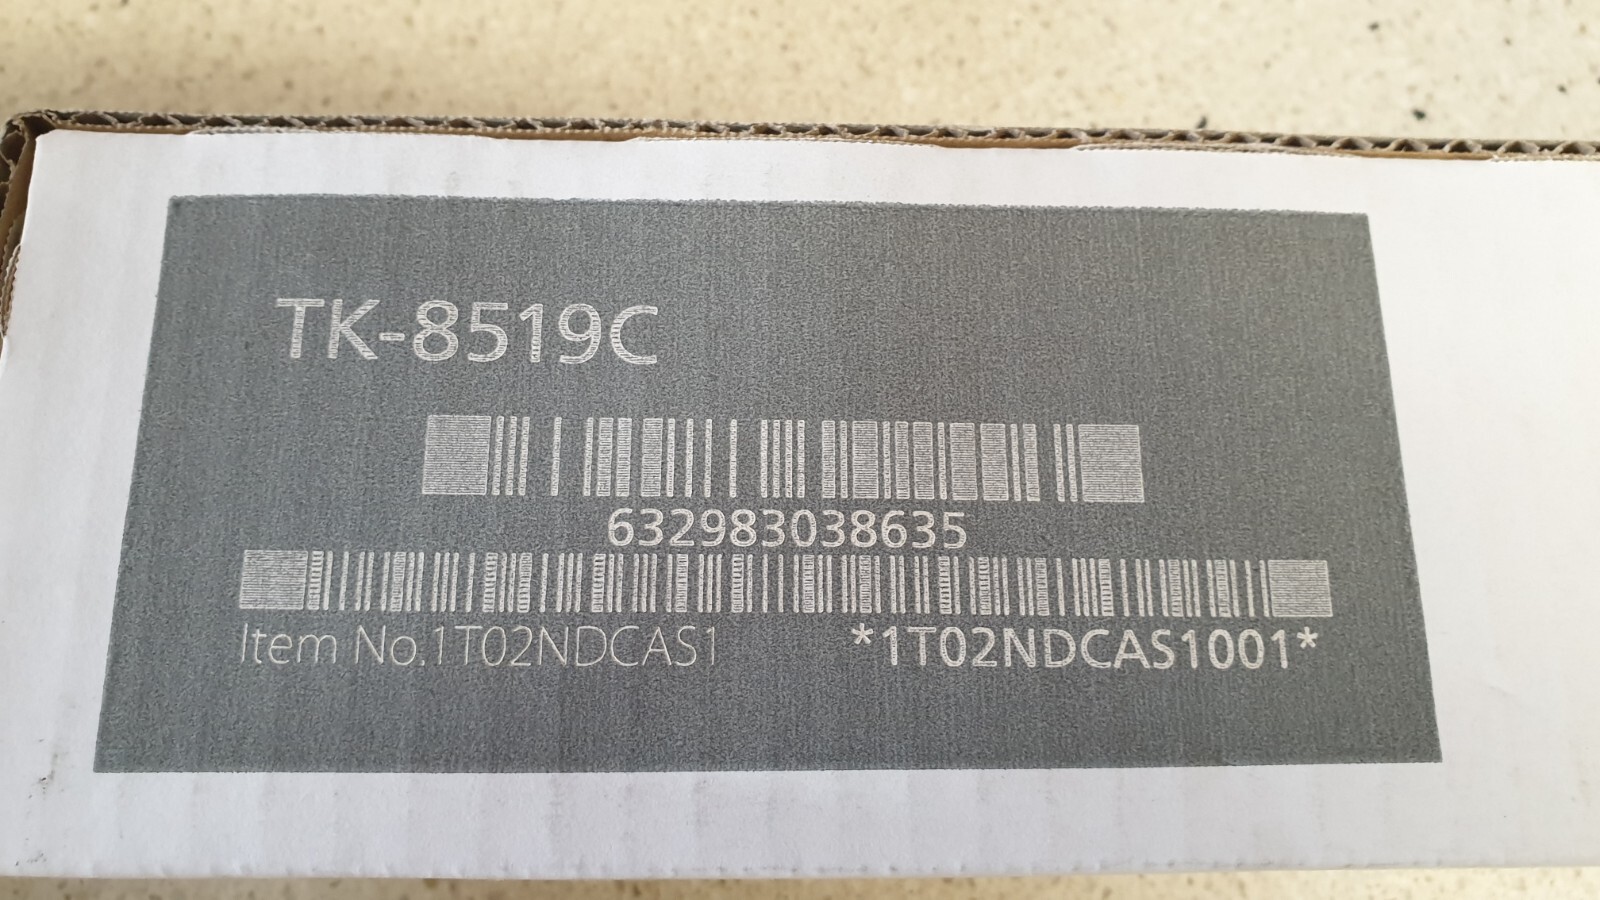 TK-8519C
632983038635
Item No.1T02NDCAS1 *1T02NDCAS1001*